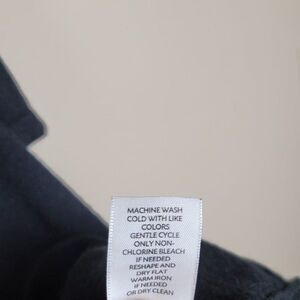 MACHINE WASH
COLD WITH LIKE
COLORS
GENTLE CYCLE
ONLY NON-
CHLORINE BLEACH
IF NEEDED
RESHAPE AND
DRY FLAT
WARM IRON
IF NEEDED
OR DRY CLEAN